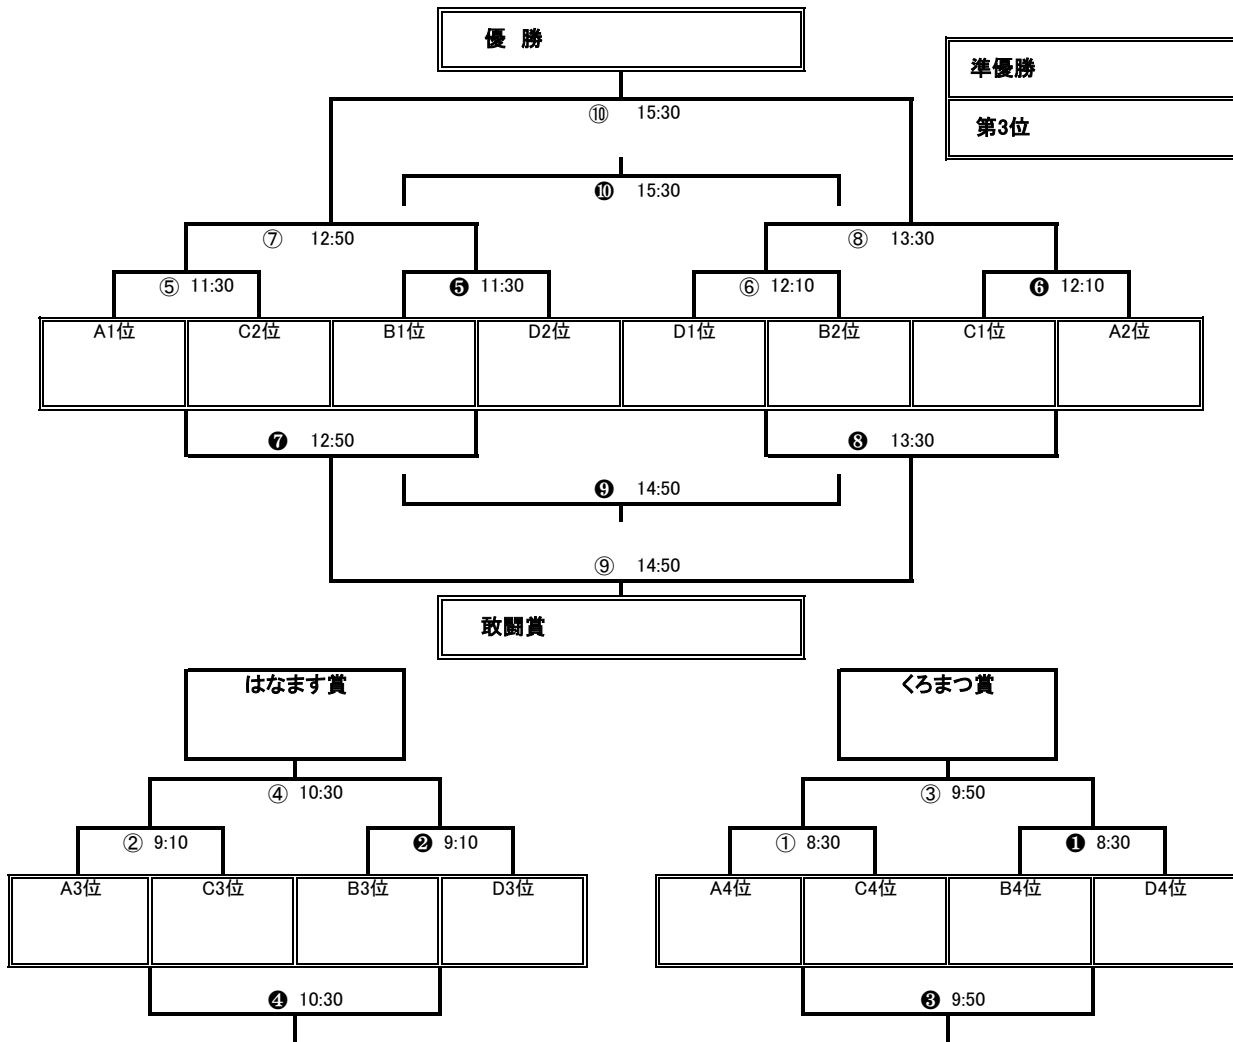 優 勝
準優勝
第3位
⑩ 15:30
❿ 15:30
⑦ 12:50
⑧ 13:30
⑤ 11:30
❺ 11:30
⑥ 12:10
❻ 12:10
A1位
C2位
B1位
D2位
D1位
B2位
C1位
A2位
❼ 12:50
❽ 13:30
❾ 14:50
⑨ 14:50
敢闘賞
はなます賞
くろまつ賞
④ 10:30
③ 9:50
② 9:10
❷ 9:10
① 8:30
❶ 8:30
A3位
C3位
B3位
D3位
A4位
C4位
B4位
D4位
❹ 10:30
❸ 9:50